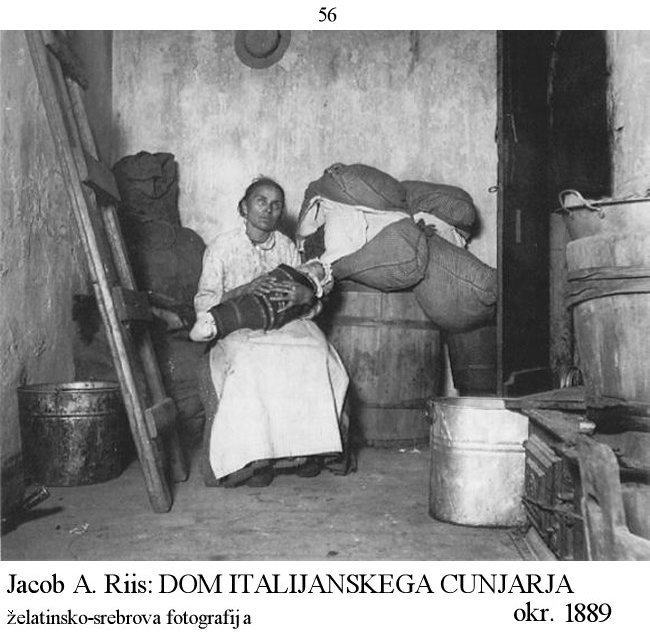 56
Jacob A. Riis: DOM ITALIJANSKEGA CUNJARJA
želatinsko-srebrova fotografija
okr. 1889